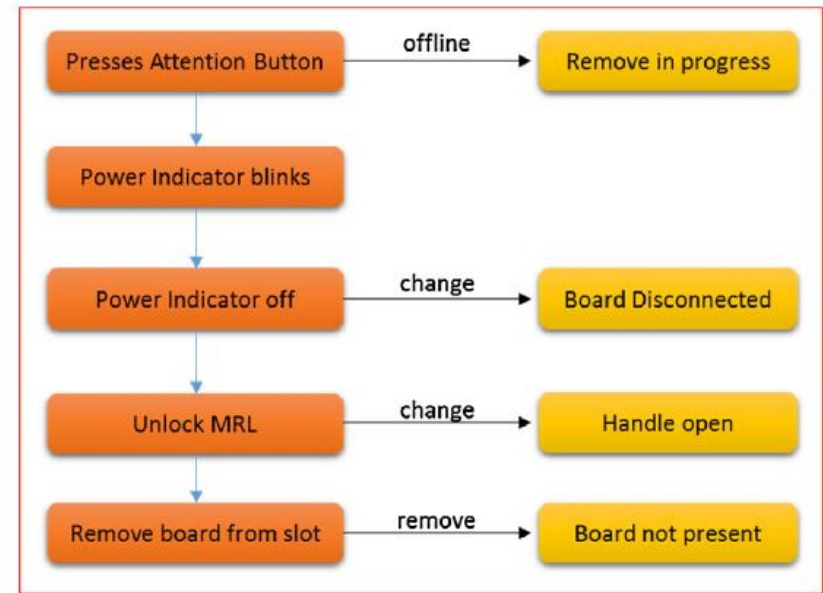 Presses Attention Button
offline
Remove in progress
Power Indicator blinks
Power Indicator off
change
Board Disconnected
Unlock MRL
change
Handle open
Remove board from slot
remove
Board not present